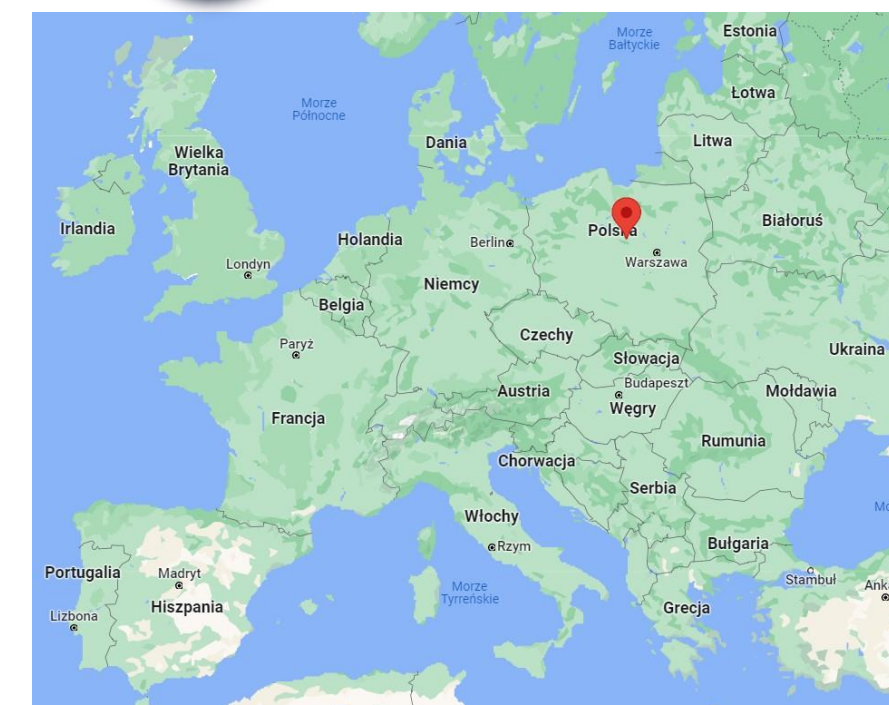 Estonia
Morze
Bałtyckie
Łotwa
Morze
Północne
Dania
Litwa
Wielka
Brytania
Białoruś
Irlandia
Polska
Holandia
Berlin
Warszawa
Londyn
Niemcy
Belgia
Czechy
Paryż
Ukraina
Słowacja
Budapeszt
Austria
Mołdawia
Węgry
Francja
Rumunia
Chorwacja
Serbia
Włochy
Bułgaria
Rzym
Portugalia
Madryt
Stambuł
Morze
Tyrreńskie
Hiszpania
Grecja
Lizbona